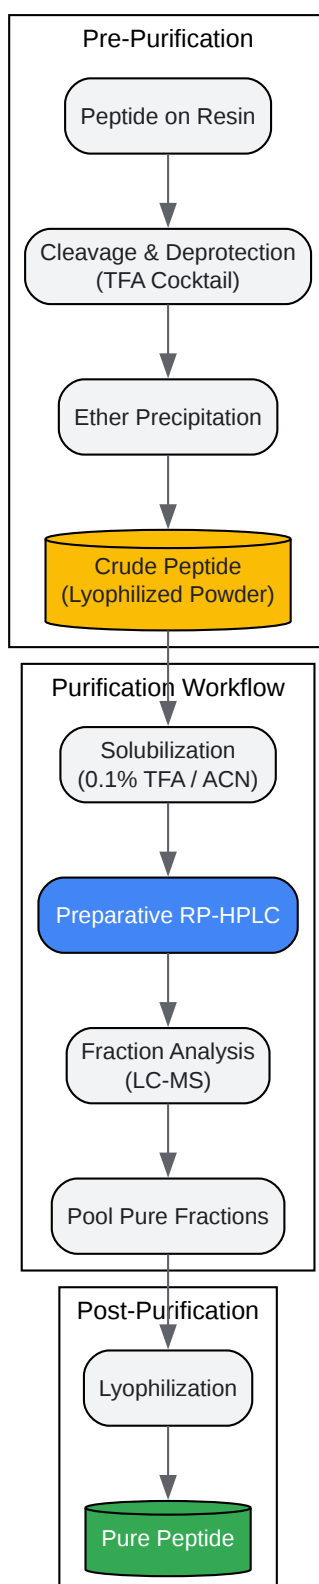 Pre-Purification
Peptide on Resin
Cleavage & Deprotection
(TFA Cocktail)
Ether Precipitation
Crude Peptide
(Lyophilized Powder)
Purification Workflow
Solubilization
(0.1% TFA / ACN)
Preparative RP-HPLC
Fraction Analysis
(LC-MS)
Pool Pure Fractions
Post-Purification
Lyophilization
Pure Peptide